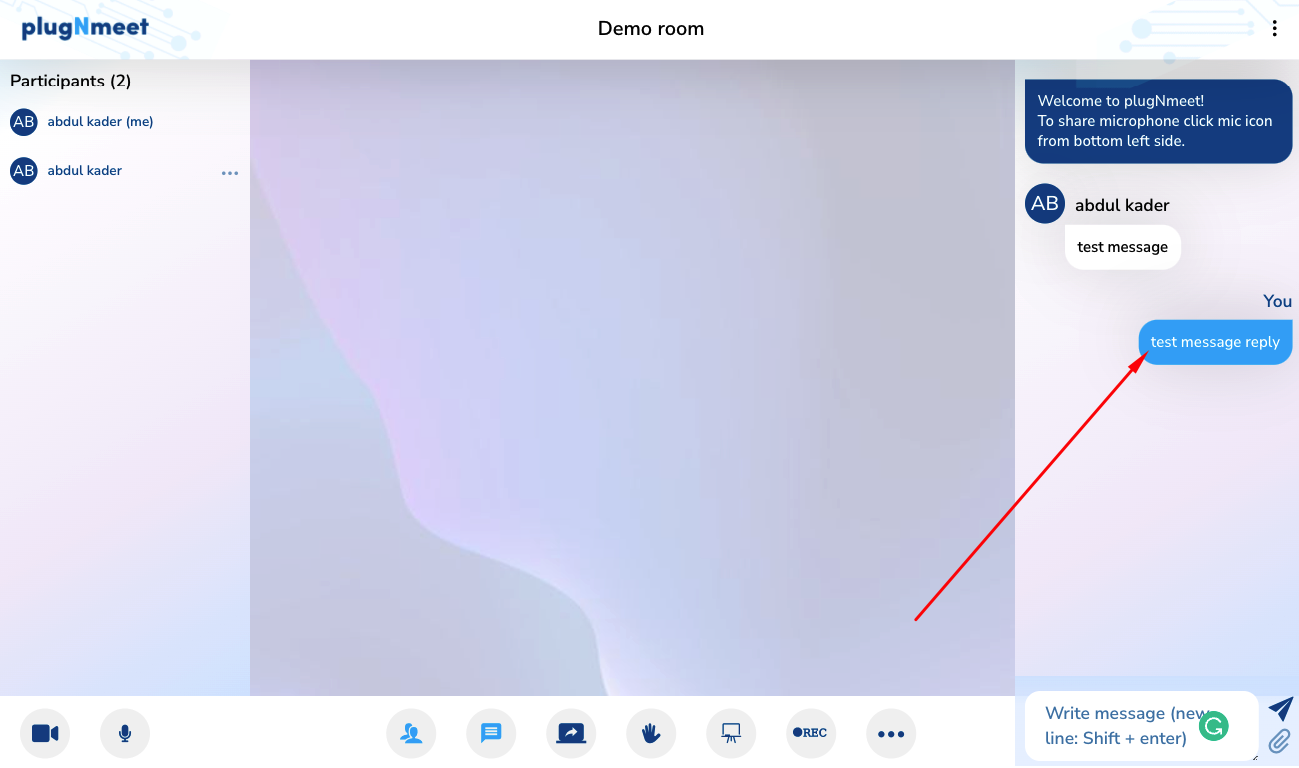 plugNmeet
Demo room
Participants (2)
AB abdul kader (me)
AB abdul kader
Welcome to plugNmeet!
To share microphone click mic icon
from bottom left side.
AB abdul kader
test message
You
test message reply
REC
Write message (new
line: Shift + enter)